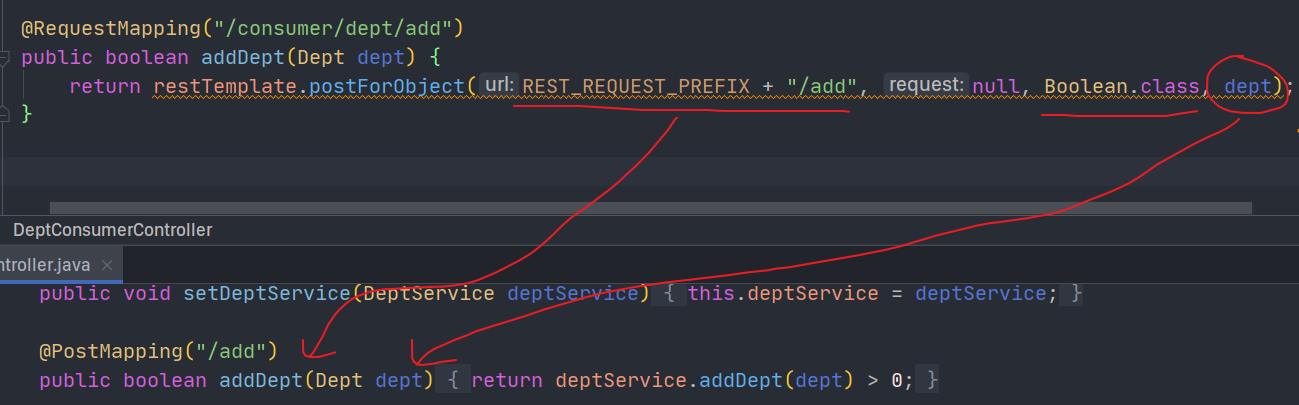 @RequestMapping("/consumer/dept/add")
public boolean addDept(Dept dept) {
return restTemplate.postForObject( url: REST_REQUEST_PREFIX + "/add", request: null, Boolean.class, dept);
}
DeptConsumerController
ntroller.java ×
public void setDeptService(DeptService deptService) { this.deptService = deptService; }
@PostMapping("/add")
public boolean addDept(Dept dept) { return deptService.addDept(dept) > 0; }